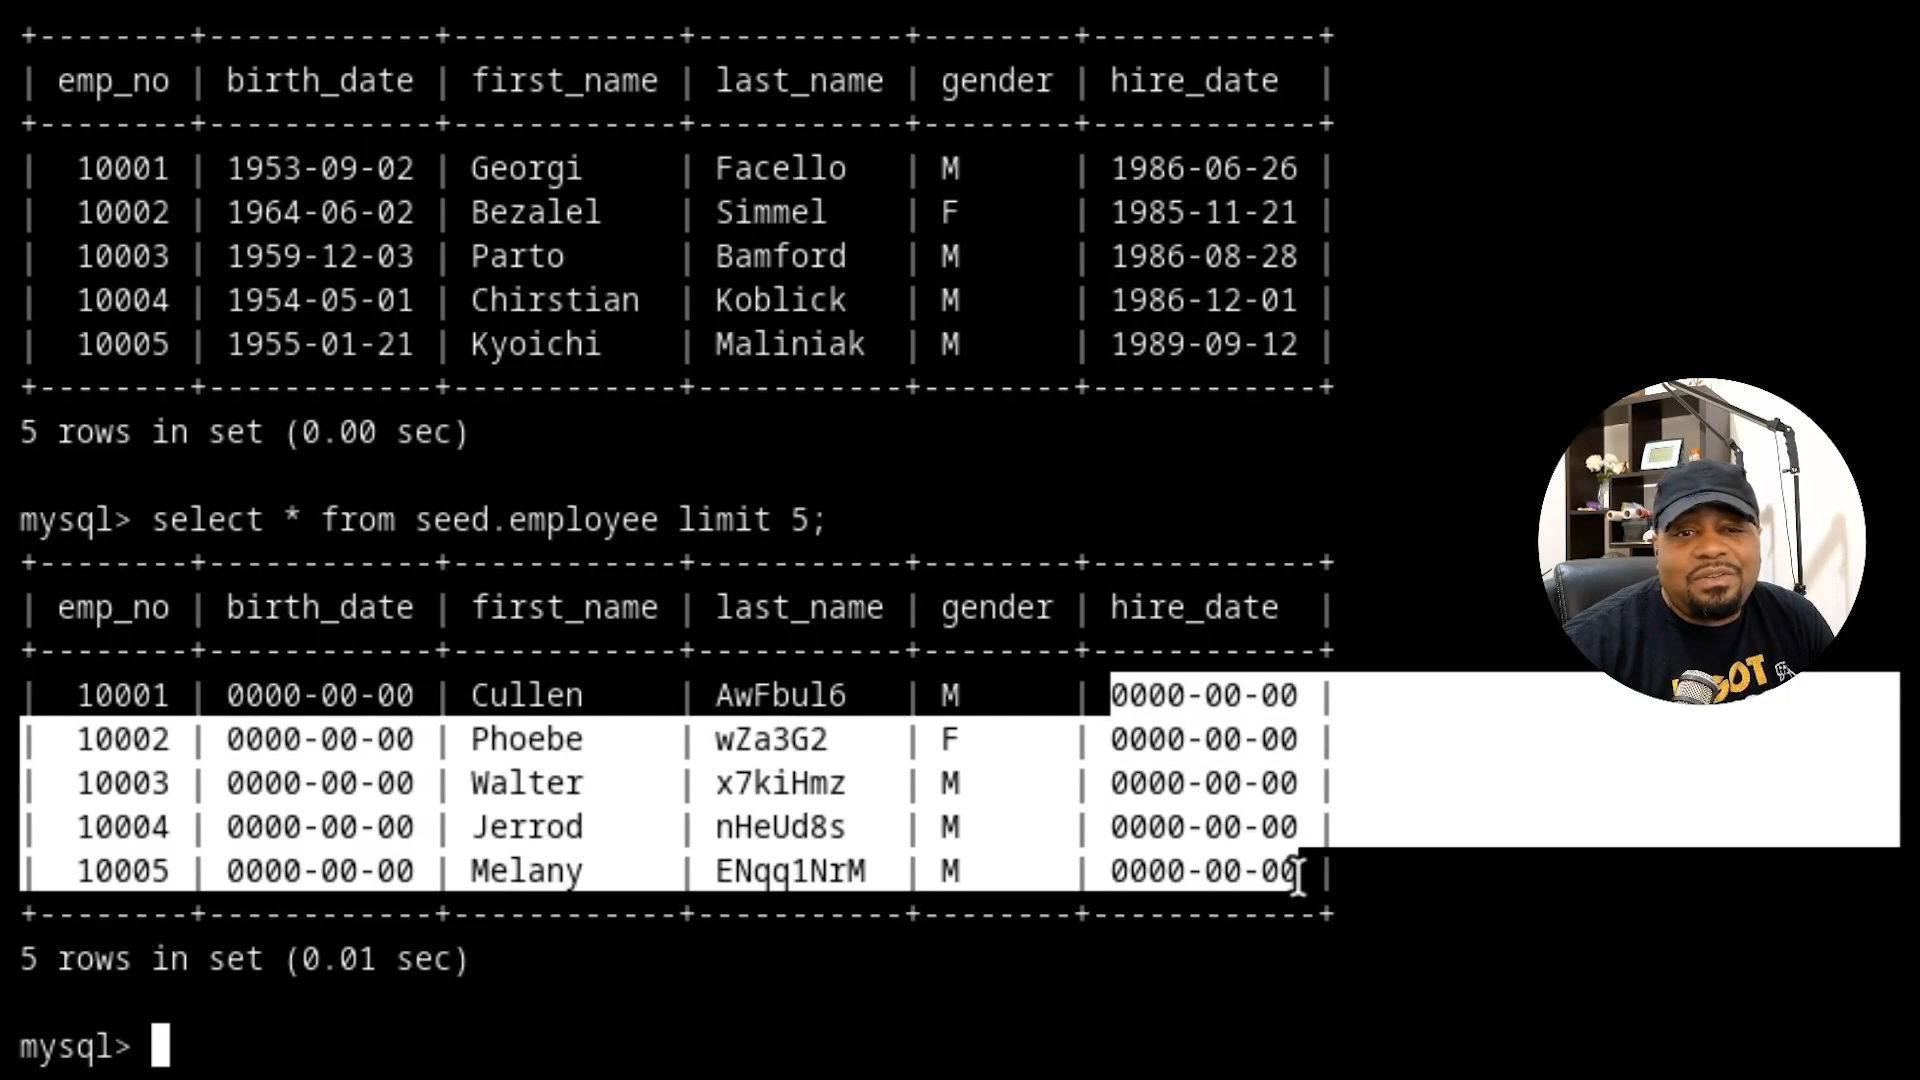 +--------+------------+------------+-----------+--------+------------+
| emp_no | birth_date | first_name | last_name | gender | hire_date  |
+--------+------------+------------+-----------+--------+------------+
|  10001 | 1953-09-02 | Georgi     | Facello   | M      | 1986-06-26 |
|  10002 | 1964-06-02 | Bezalel    | Simmel    | F      | 1985-11-21 |
|  10003 | 1959-12-03 | Parto      | Bamford   | M      | 1986-08-28 |
|  10004 | 1954-05-01 | Chirstian  | Koblick   | M      | 1986-12-01 |
|  10005 | 1955-01-21 | Kyoichi    | Maliniak  | M      | 1989-09-12 |
+--------+------------+------------+-----------+--------+------------+
5 rows in set (0.00 sec)
mysql> select * from seed.employee limit 5;
+--------+------------+------------+-----------+--------+------------+
| emp_no | birth_date | first_name | last_name | gender | hire_date  |
+--------+------------+------------+-----------+--------+------------+
|  10001 | 0000-00-00 | Cullen     | AwFbul6   | M      | 0000-00-00 |
|  10002 | 0000-00-00 | Phoebe     | wZa3G2    | F      | 0000-00-00 |
|  10003 | 0000-00-00 | Walter     | x7kiHmz   | M      | 0000-00-00 |
|  10004 | 0000-00-00 | Jerrod     | nHeUd8s   | M      | 0000-00-00 |
|  10005 | 0000-00-00 | Melany     | ENqq1NrM  | M      | 0000-00-00 |
+--------+------------+------------+-----------+--------+------------+
5 rows in set (0.01 sec)
mysql>